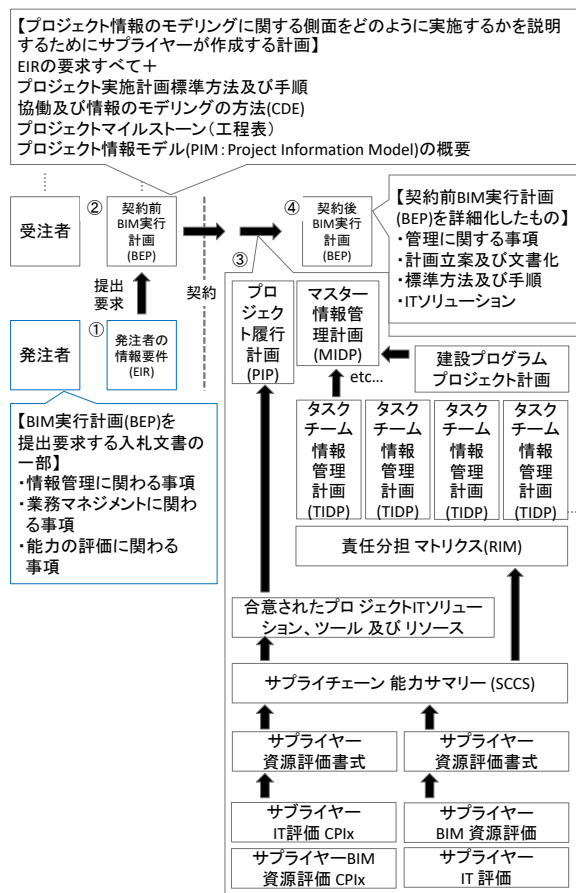 【プロジェクト情報のモデリングに関する側面をどのように実施するかを説明
するためにサプライヤーが作成する計画】
EIRの要求すべて＋
プロジェクト実施計画標準方法及び手順
協働及び情報のモデリングの方法(CDE)
プロジェクトマイルストーン（工程表）
プロジェクト情報モデル(PIM：Project Information Model)の概要
受注者
②
契約前
BIM実行
計画
(BEP)
④
契約後
BIM実行
計画
(BEP)
【契約前BIM実行計画
(BEP)を詳細化したもの】
・管理に関する事項
・計画立案及び文書化
・標準方法及び手順
・ITソリューション
提出
要求
契約
③
発注者
①
発注者の
情報要件
(EIR)
【BIM実行計画(BEP)を
提出要求する入札文書の
一部】
・情報管理に関わる事項
・業務マネジメントに関わ
る事項
・能力の評価に関わる
事項
プロ
ジェク
ト履行
計画
(PIP)
マスター
情報管
理計画
(MIDP)
建設プログラム
プロジェクト計画
etc…
タスク
チーム
情報
管理
計画
(TIDP)
タスク
チーム
情報
管理
計画
(TIDP)
タスク
チーム
情報
管理
計画
(TIDP)
タスク
チーム
情報
管理
計画
(TIDP)
責任分担 マトリクス(RIM)
合意されたプロ ジェクトITソリュー
ション、ツール 及び リソース
サプライチェーン 能力サマリー (SCCS)
サプライヤー
資源評価書式
サプライヤー
資源評価書式
サプライヤー
IT評価 CPIx
サプライヤー
BIM 資源評価
サプライヤーBIM
資源評価 CPIx
サプライヤー
IT 評価